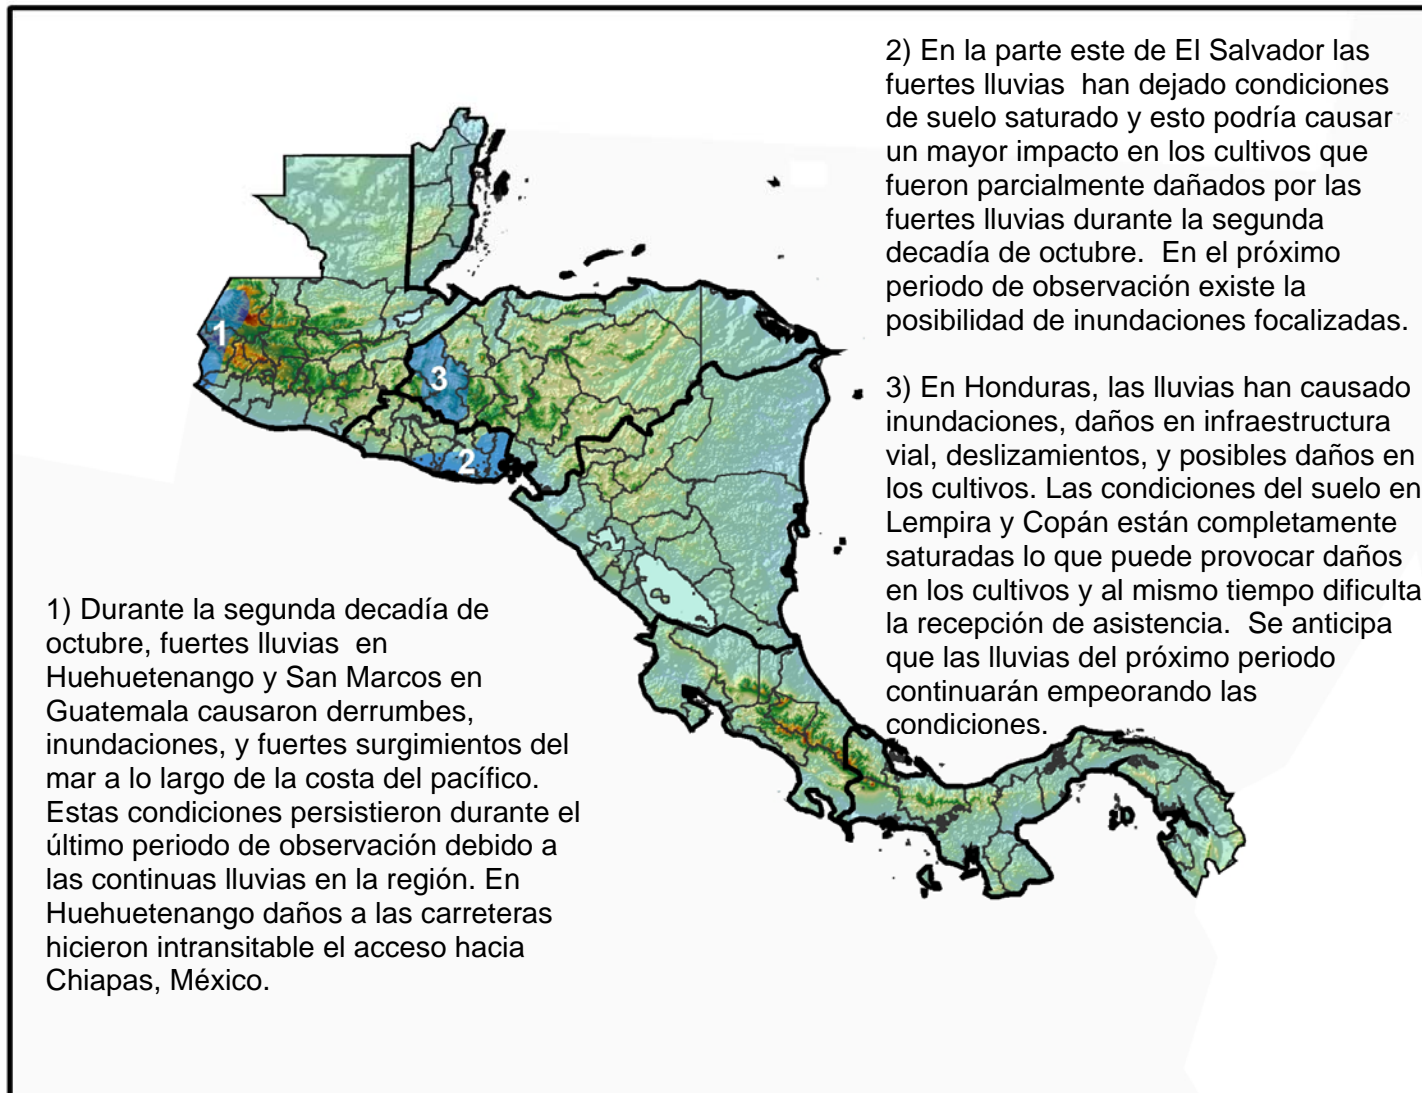 2) En la parte este de El Salvador las
fuertes lluvias  han dejado condiciones
de suelo saturado y esto podría causar
un mayor impacto en los cultivos que
fueron parcialmente dañados por las
fuertes lluvias durante la segunda
decadía de octubre.  En el próximo
periodo de observación existe la
posibilidad de inundaciones focalizadas.
3) En Honduras, las lluvias han causado
inundaciones, daños en infraestructura
vial, deslizamientos, y posibles daños en
los cultivos. Las condiciones del suelo en
Lempira y Copán están completamente
saturadas lo que puede provocar daños
en los cultivos y al mismo tiempo dificulta
la recepción de asistencia.  Se anticipa
que las lluvias del próximo periodo
continuarán empeorando las
condiciones.
1
3
2
1) Durante la segunda decadía de
octubre, fuertes lluvias  en
Huehuetenango y San Marcos en
Guatemala causaron derrumbes,
inundaciones, y fuertes surgimientos del
mar a lo largo de la costa del pacífico.
Estas condiciones persistieron durante el
último periodo de observación debido a
las continuas lluvias en la región. En
Huehuetenango daños a las carreteras
hicieron intransitable el acceso hacia
Chiapas, México.